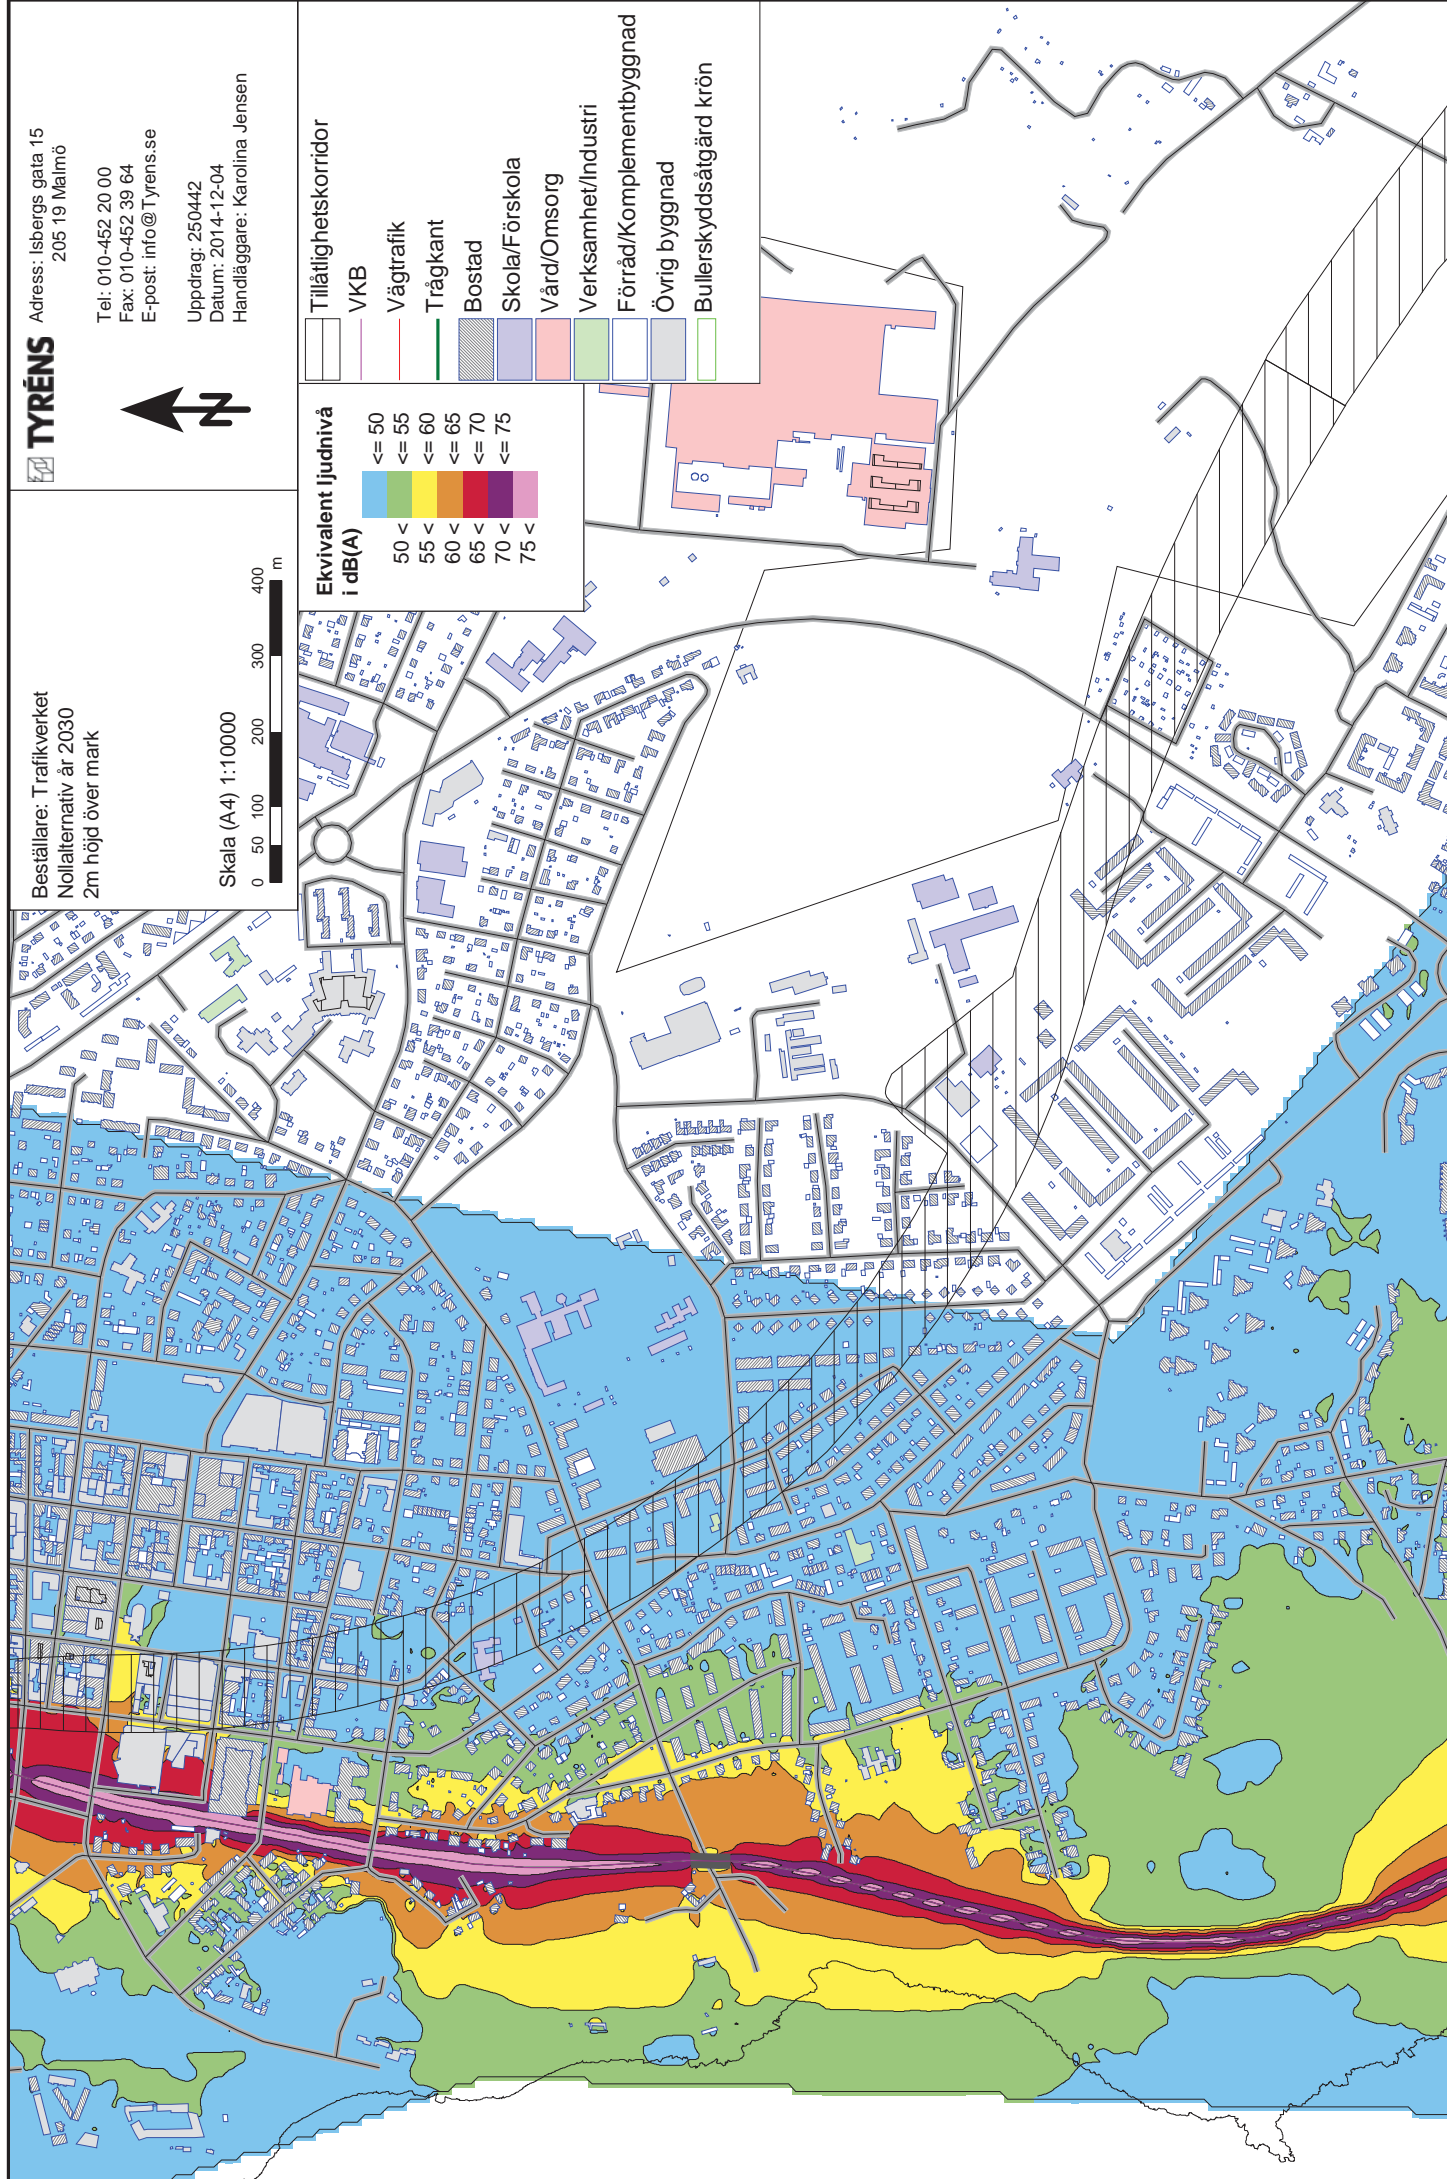 Beställare: Trafikverket
Nollalternativ år 2030
2m höjd över mark
Skala (A4) 1:10000
0 50 100 200 300 400
m
TYRÉNS
Adress: Isbergs gata 15
205 19 Malmö
Tel: 010-452 20 00
Fax: 010-452 39 64
E-post: info@Tyrens.se
Uppdrag: 250442
Datum: 2014-12-04
Handläggare: Karolina Jensen
N
Ekvivalent ljudnivå
i dB(A)
<= 50
50 < <= 55
55 < <= 60
60 < <= 65
65 < <= 70
70 < <= 75
75 <
Tillåtlighetskorridor
VKB
Vägtrafik
Trågkant
Bostad
Skola/Förskola
Vård/Omsorg
Verksamhet/Industri
Förråd/Komplementbyggnad
Övrig byggnad
Bullerskyddsåtgärd krön